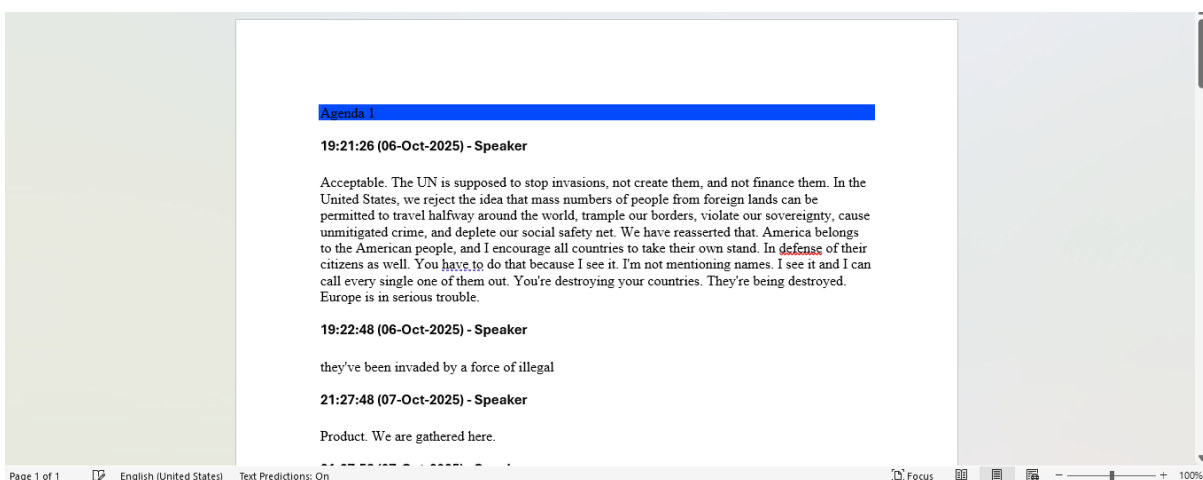 Agenda 1
19:21:26 (06-Oct-2025) - Speaker
Acceptable. The UN is supposed to stop invasions, not create them, and not finance them. In the
United States, we reject the idea that mass numbers of people from foreign lands can be
permitted to travel halfway around the world, trample our borders, violate our sovereignty, cause
unmitigated crime, and deplete our social safety net. We have reasserted that. America belongs
to the American people, and I encourage all countries to take their own stand. In defense of their
citizens as well. You have to do that because I see it. I'm not mentioning names. I see it and I can
call every single one of them out. You're destroying your countries. They're being destroyed.
Europe is in serious trouble.
19:22:48 (06-Oct-2025) - Speaker
they've been invaded by a force of illegal
21:27:48 (07-Oct-2025) - Speaker
Product. We are gathered here.
Page 1 of 1 English (United States) Text Predictions: On Focus 100%